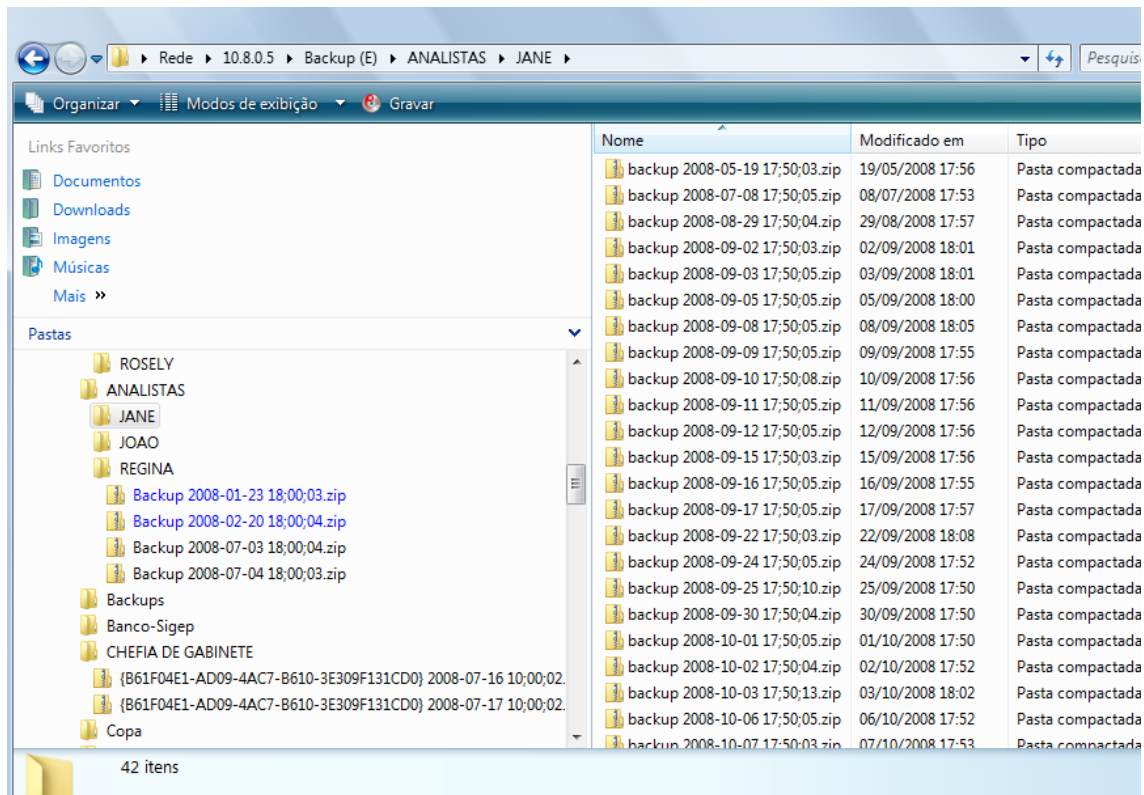 Rede 10.8.0.5 Backup (E) ANALISTAS JANE
Pesquis
Organizar Modos de exibição Gravar
Links Favoritos
Documentos
Downloads
Imagens
Músicas
Mais »
Pastas
ROSELY
ANALISTAS
JANE
JOAO
REGINA
Backup 2008-01-23 18;00;03.zip
Backup 2008-02-20 18;00;04.zip
Backup 2008-07-03 18;00;04.zip
Backup 2008-07-04 18;00;03.zip
Backups
Banco-Sigep
CHEFIA DE GABINETE
{B61F04E1-AD09-4AC7-B610-3E309F131CD0} 2008-07-16 10;00;02.
{B61F04E1-AD09-4AC7-B610-3E309F131CD0} 2008-07-17 10;00;02.
Copa
Nome Modificado em Tipo
backup 2008-05-19 17;50;03.zip 19/05/2008 17:56 Pasta compactada
backup 2008-07-08 17;50;05.zip 08/07/2008 17:53 Pasta compactada
backup 2008-08-29 17;50;04.zip 29/08/2008 17:57 Pasta compactada
backup 2008-09-02 17;50;03.zip 02/09/2008 18:01 Pasta compactada
backup 2008-09-03 17;50;05.zip 03/09/2008 18:01 Pasta compactada
backup 2008-09-05 17;50;05.zip 05/09/2008 18:00 Pasta compactada
backup 2008-09-08 17;50;05.zip 08/09/2008 18:05 Pasta compactada
backup 2008-09-09 17;50;05.zip 09/09/2008 17:55 Pasta compactada
backup 2008-09-10 17;50;08.zip 10/09/2008 17:56 Pasta compactada
backup 2008-09-11 17;50;05.zip 11/09/2008 17:56 Pasta compactada
backup 2008-09-12 17;50;05.zip 12/09/2008 17:56 Pasta compactada
backup 2008-09-15 17;50;03.zip 15/09/2008 17:56 Pasta compactada
backup 2008-09-16 17;50;05.zip 16/09/2008 17:55 Pasta compactada
backup 2008-09-17 17;50;05.zip 17/09/2008 17:57 Pasta compactada
backup 2008-09-22 17;50;03.zip 22/09/2008 18:08 Pasta compactada
backup 2008-09-24 17;50;05.zip 24/09/2008 17:52 Pasta compactada
backup 2008-09-25 17;50;10.zip 25/09/2008 17:50 Pasta compactada
backup 2008-09-30 17;50;04.zip 30/09/2008 17:50 Pasta compactada
backup 2008-10-01 17;50;05.zip 01/10/2008 17:50 Pasta compactada
backup 2008-10-02 17;50;04.zip 02/10/2008 17:52 Pasta compactada
backup 2008-10-03 17;50;13.zip 03/10/2008 18:02 Pasta compactada
backup 2008-10-06 17;50;05.zip 06/10/2008 17:52 Pasta compactada
backup 2008-10-07 17:50:03.zip 07/10/2008 17:53 Pasta compactada
42 itens